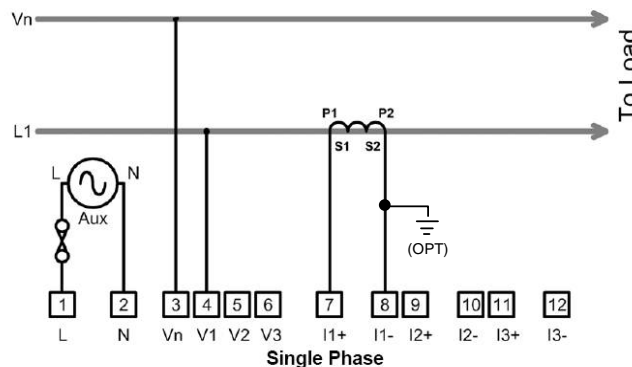 Vn
To Load
P1 P2
L1
S1 S2
L N
Aux
(OPT)
1 2 3 4 5 6 7 8 9 10 11 12
L N Vn V1 V2 V3 I1+ I1- I2+ I2- I3+ I3-
Single Phase